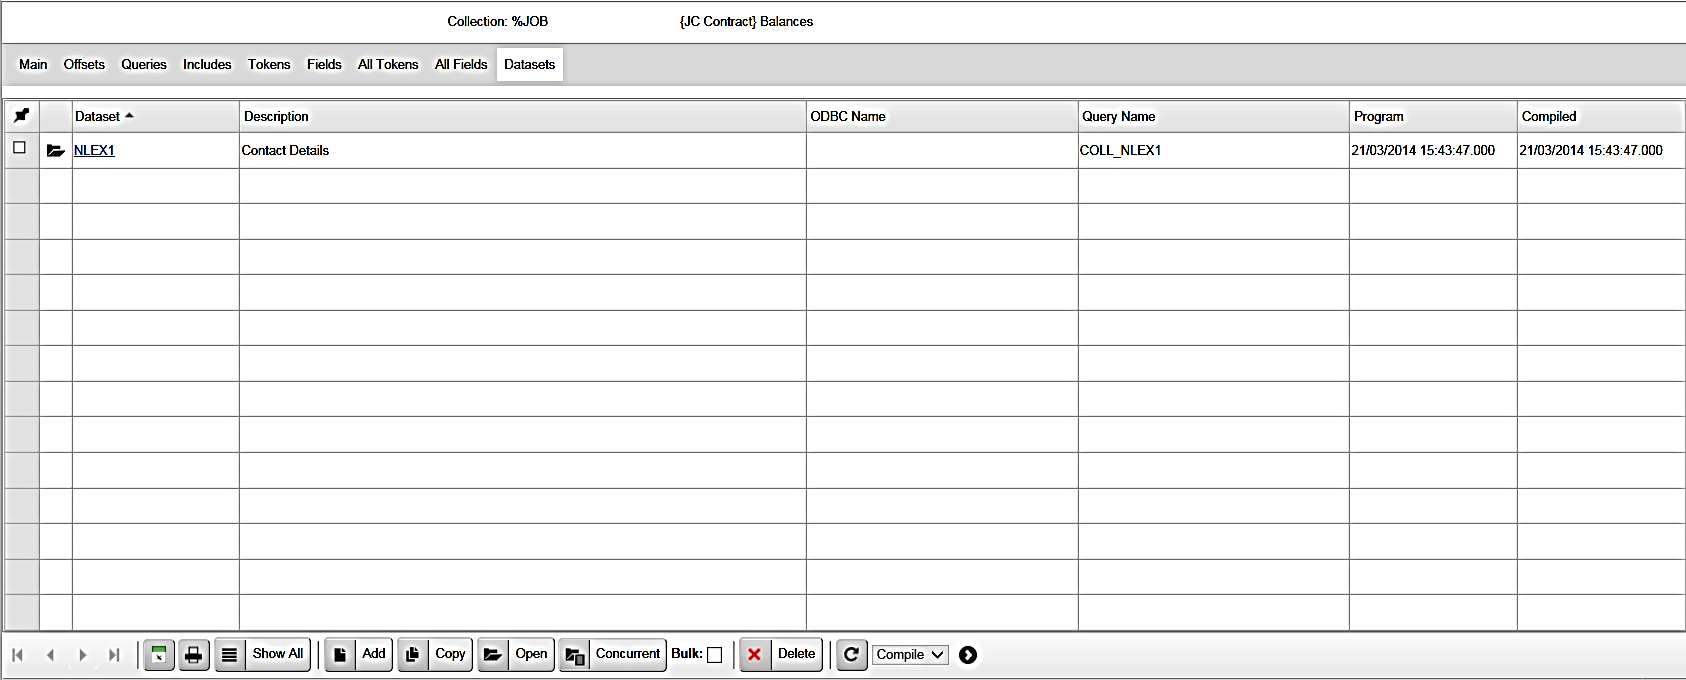 Collection: %JOB {JC Contract} Balances
Main Offsets Queries Includes Tokens Fields All Tokens All Fields Datasets
Dataset Description ODBC Name Query Name Program Compiled
NLEX1 Contact Details COLL_NLEX1 21/03/2014 15:43:47.000 21/03/2014 15:43:47.000
Show All Add Copy Open Concurrent Bulk: Delete Compile